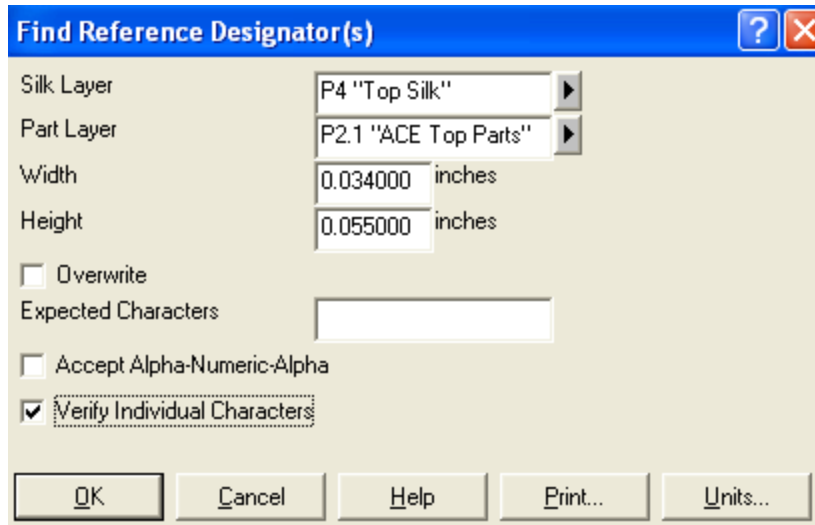 Find Reference Designator(s)
Silk Layer P4 "Top Silk"
Part Layer P2.1 "ACE Top Parts"
Width 0.034000 inches
Height 0.055000 inches
Overwrite
Expected Characters
Accept Alpha-Numeric-Alpha
Verify Individual Characters
OK Cancel Help Print... Units...